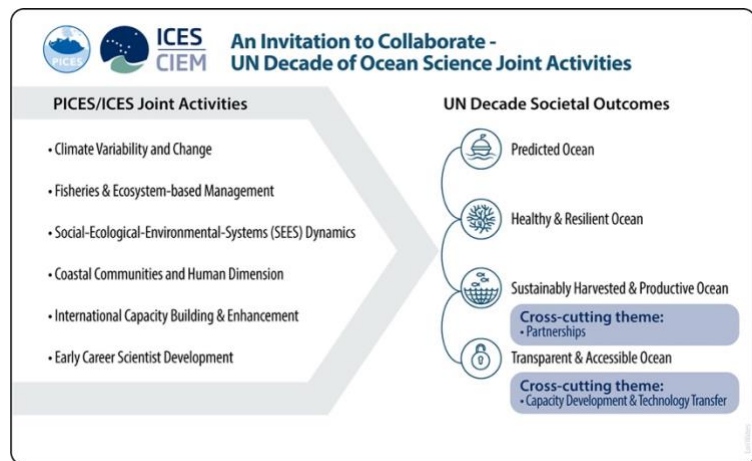 PICES
ICES
CIEM
An Invitation to Collaborate -
UN Decade of Ocean Science Joint Activities
PICES/ICES Joint Activities
• Climate Variability and Change
• Fisheries & Ecosystem-based Management
• Social-Ecological-Environmental-Systems (SEES) Dynamics
• Coastal Communities and Human Dimension
• International Capacity Building & Enhancement
• Early Career Scientist Development
UN Decade Societal Outcomes
Predicted Ocean
Healthy & Resilient Ocean
Sustainably Harvested & Productive Ocean
Cross-cutting theme:
• Partnerships
Transparent & Accessible Ocean
Cross-cutting theme:
• Capacity Development & Technology Transfer